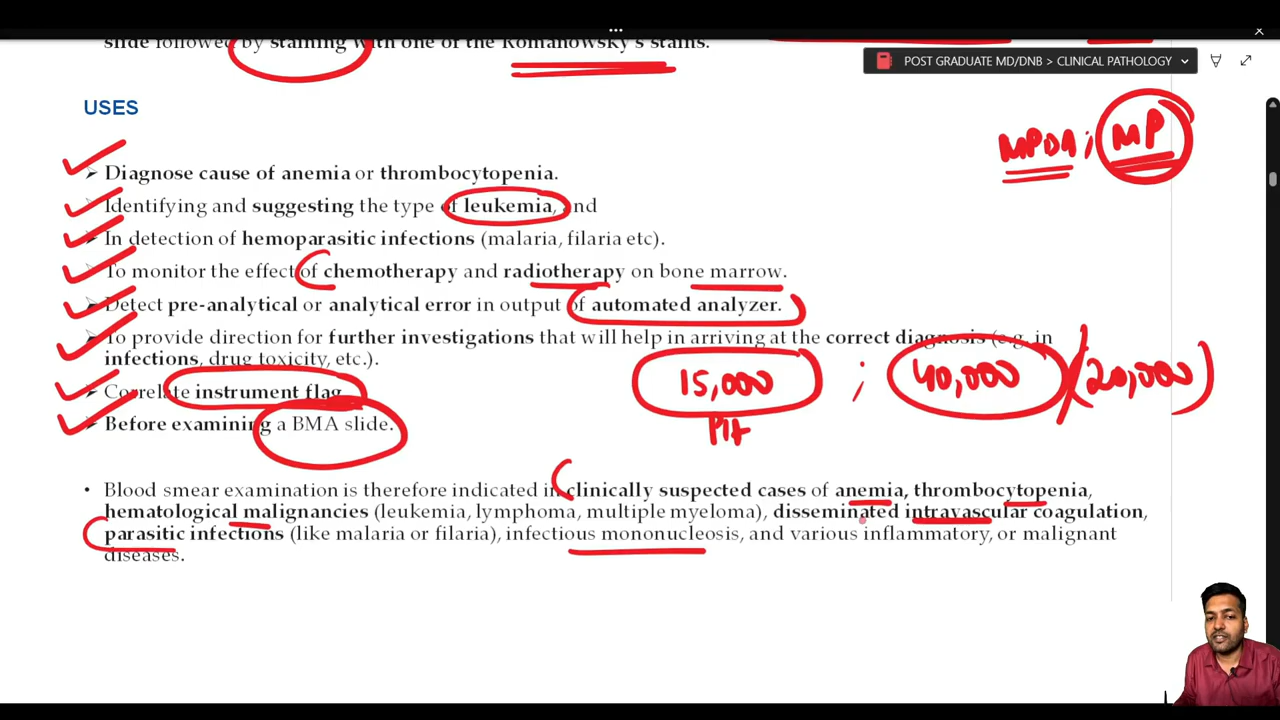 slide followed by staining with one of the Romanowsky's stains.
POST GRADUATE MD/DNB > CLINICAL PATHOLOGY
USES
MPDA; MP
➤ Diagnose cause of anemia or thrombocytopenia.
➤ Identifying and suggesting the type of leukemia, and
➤ In detection of hemoparasitic infections (malaria, filaria etc).
➤ To monitor the effect of chemotherapy and radiotherapy on bone marrow.
➤ Detect pre-analytical or analytical error in output of automated analyzer.
➤ To provide direction for further investigations that will help in arriving at the correct diagnosis (e.g. in
infections, drug toxicity, etc.).
15,000 ; 40,000 / (20,000)
Plt
➤ Correlate instrument flag
➤ Before examining a BMA slide.
• Blood smear examination is therefore indicated in clinically suspected cases of anemia, thrombocytopenia,
hematological malignancies (leukemia, lymphoma, multiple myeloma), disseminated intravascular coagulation,
parasitic infections (like malaria or filaria), infectious mononucleosis, and various inflammatory, or malignant
diseases.